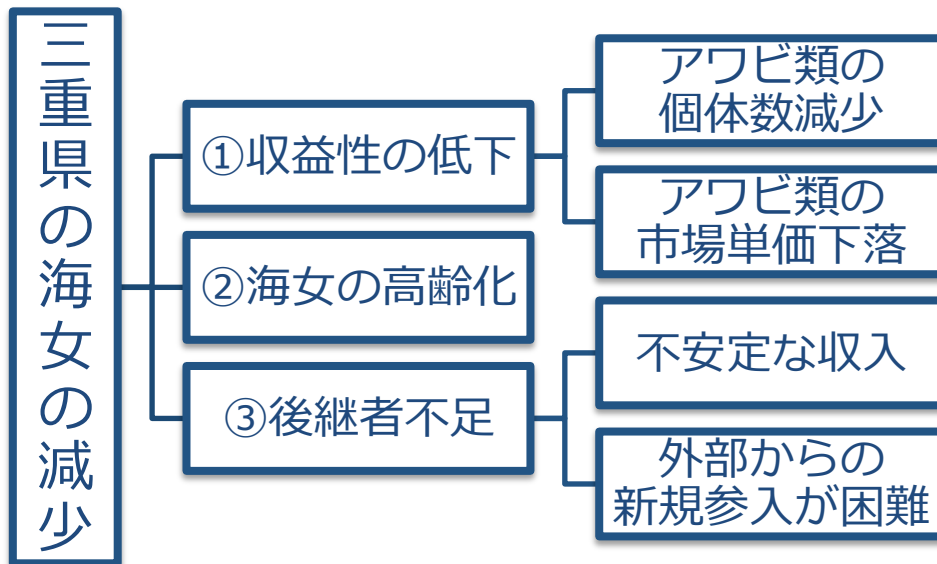 三重県の海女の減少
①収益性の低下
アワビ類の
個体数減少
アワビ類の
市場単価下落
②海女の高齢化
③後継者不足
不安定な収入
外部からの
新規参入が困難